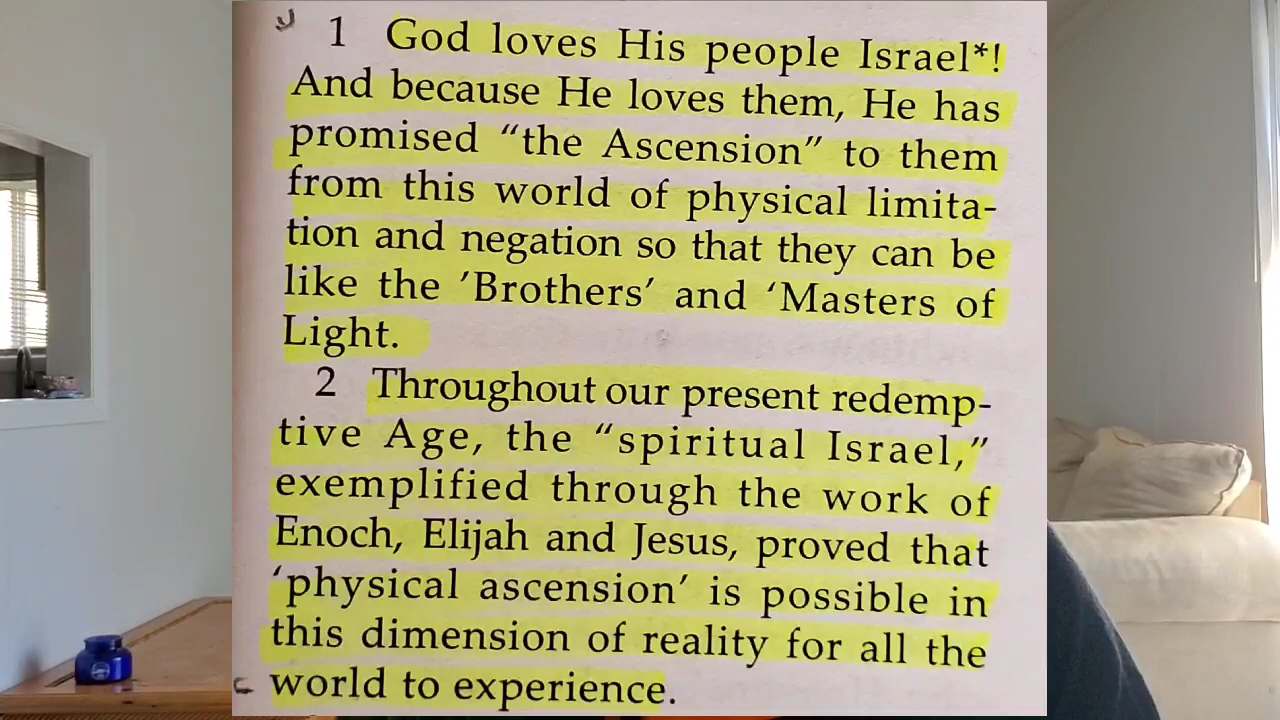 1 God loves His people Israel*!
And because He loves them, He has
promised “the Ascension” to them
from this world of physical limita-
tion and negation so that they can be
like the ’Brothers’ and ‘Masters of
Light.
2 Throughout our present redemp-
tive Age, the “spiritual Israel,”
exemplified through the work of
Enoch, Elijah and Jesus, proved that
‘physical ascension’ is possible in
this dimension of reality for all the
world to experience.